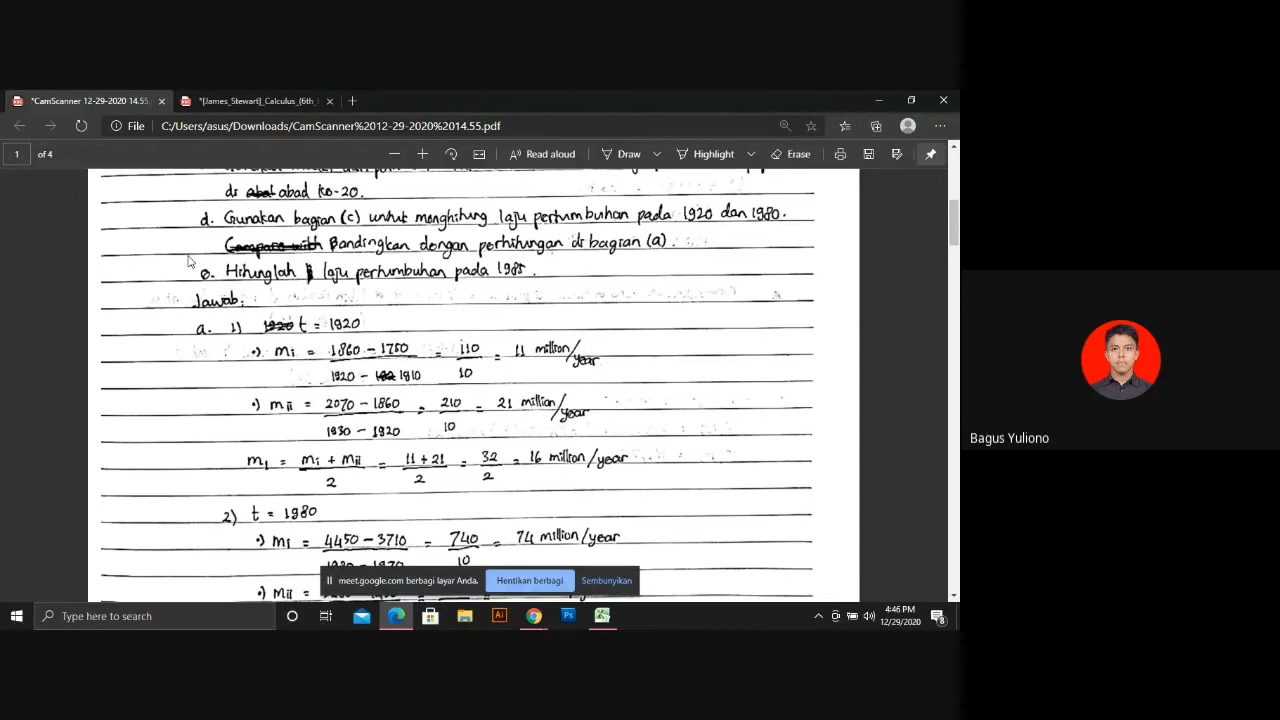 *CamScanner 12-29-2020 14.55.
*[James_Stewart]_Calculus_(6th_
File C:/Users/asus/Downloads/CamScanner%2012-29-2020%2014.55.pdf
1 of 4 Read aloud Draw Highlight Erase
di abad ke-20.
d. Gunakan bagian (c) untuk menghitung laju pertumbuhan pada 1920 dan 1980.
Compare with Bandingkan dengan perhitungan di bagian (a).
e. Hitunglah laju pertumbuhan pada 1985.
Jawab:
a. 1) 1920 t = 1920
•) mi = 1860 - 1750 / 1920 - 1910 = 110 / 10 = 11 million/year
•) mii = 2070 - 1860 / 1930 - 1920 = 210 / 10 = 21 million/year
m1 = mi + mii / 2 = 11 + 21 / 2 = 32 / 2 = 16 million/year
2) t = 1980
•) mi = 4450 - 3710 = 740 / 10 = 74 million/year
•) mii =
meet.google.com berbagi layar Anda. Hentikan berbagi Sembunyikan
Type here to search
Ai
Ps
4:46 PM
12/29/2020
8
Bagus Yuliono